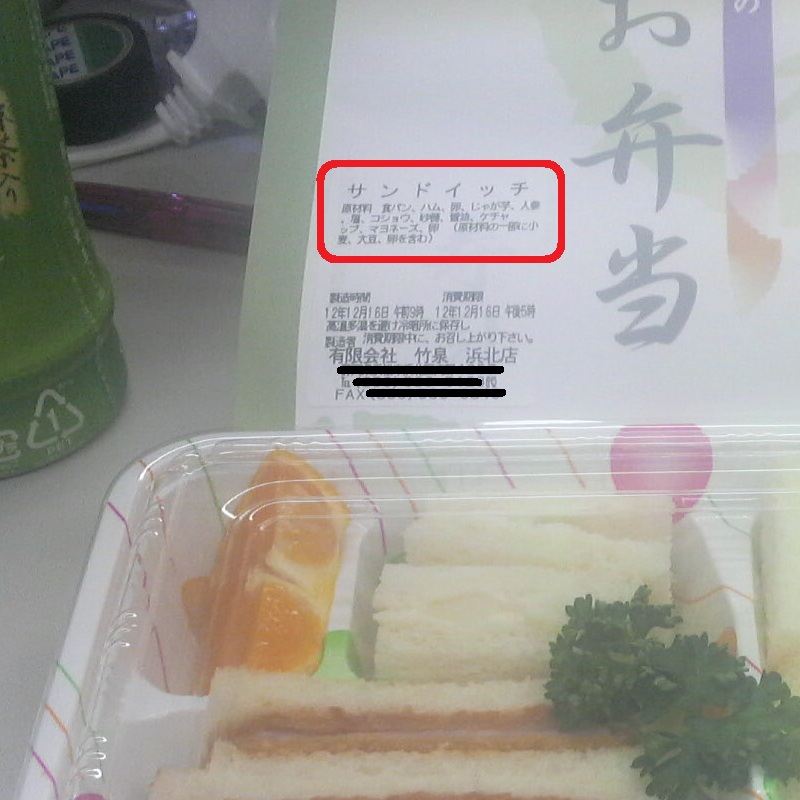 の
お弁当
APE
APE
APE
サンドイッチ
原材料 食パン、ハム、卵、じゃが芋、人参
、塩、コショウ、砂糖、醤油、ケチャ
ップ、マヨネーズ、卵 (原材料の一部に小
麦、大豆、卵を含む)
製造時間 消費期限
12年12月16日 午前9時 12年12月16日 午後5時
高温多湿を避け冷暗所に保存し
製造者 消費期限中に、お召し上がり下さい。
有限会社 竹泉 浜北店
FAX
1
PET